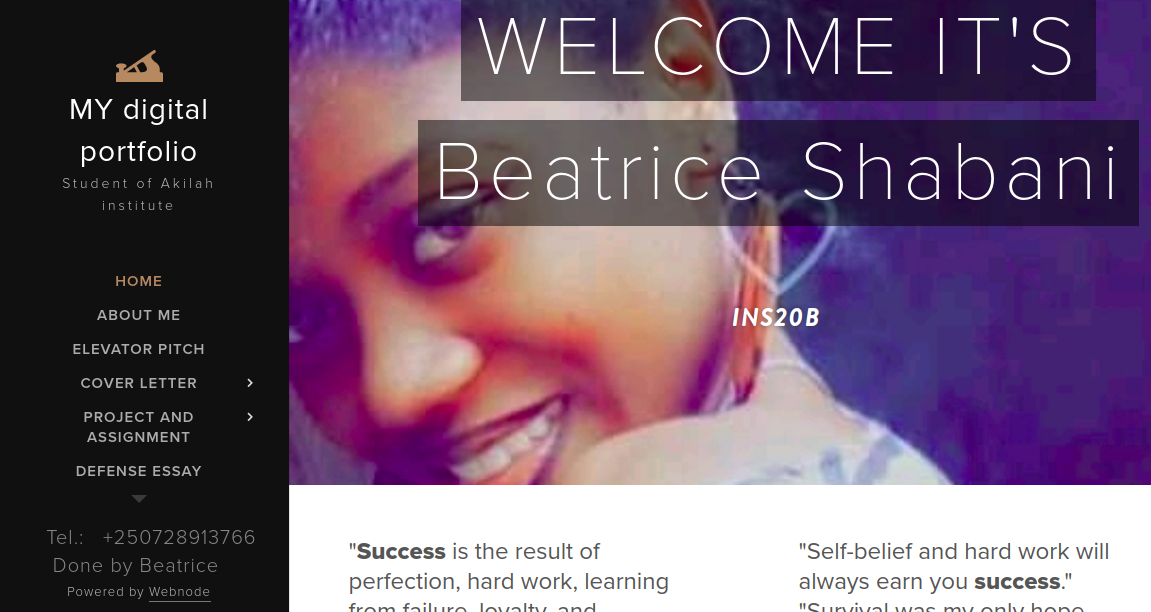 MY digital
portfolio
Student of Akilah
institute
HOME
ABOUT ME
ELEVATOR PITCH
COVER LETTER
PROJECT AND
ASSIGNMENT
DEFENSE ESSAY
Tel.: +250728913766
Done by Beatrice
Powered by Webnode
WELCOME IT'S
Beatrice Shabani
INS20B
"Success is the result of
perfection, hard work, learning
from failure, loyalty, and
"Self-belief and hard work will
always earn you success."
"Survival was my only hope,